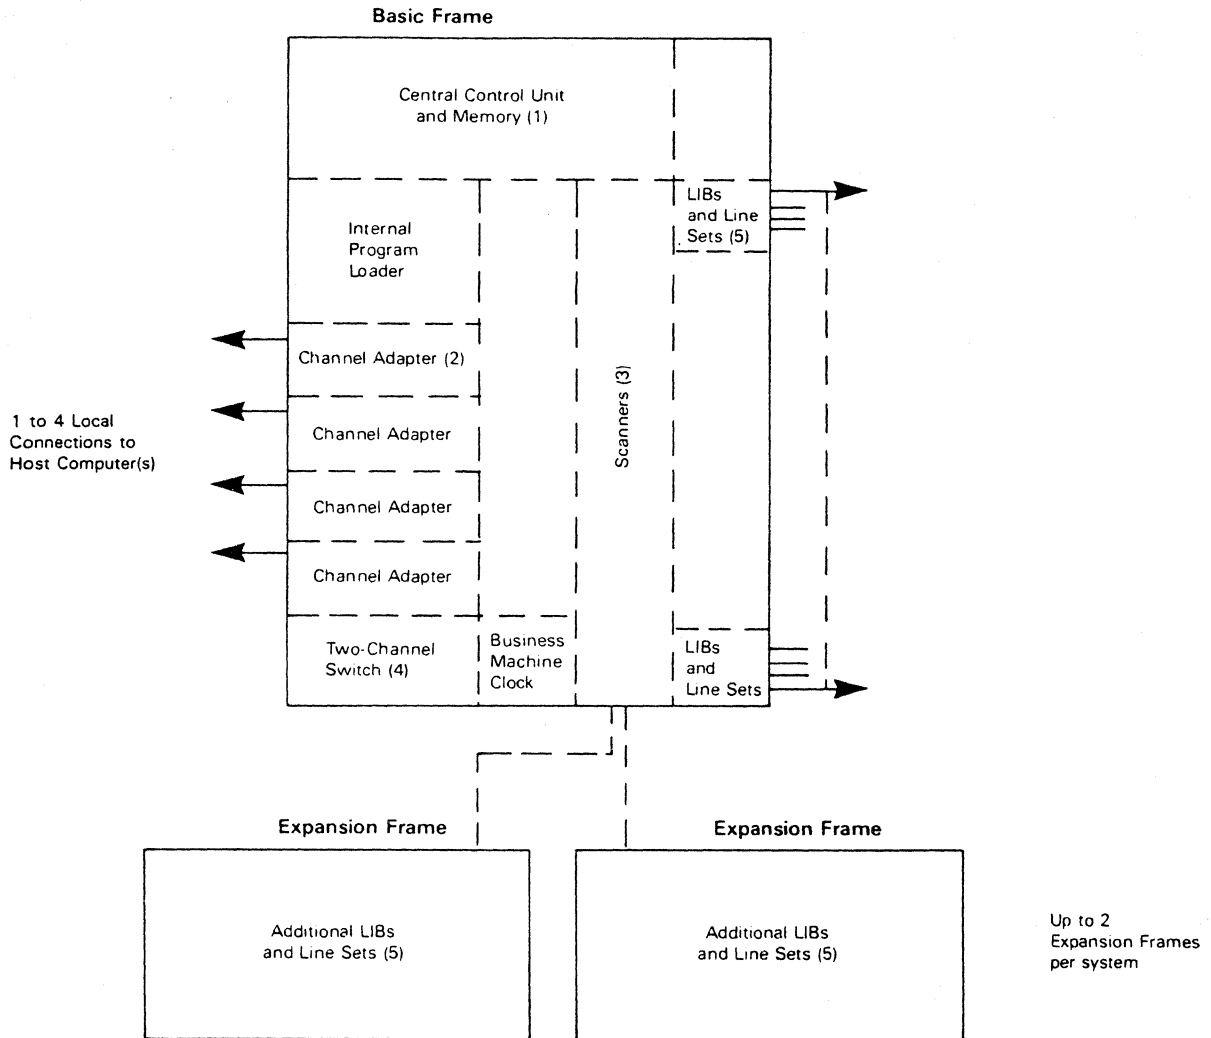 Basic Frame
Central Control Unit
and Memory (1)
LIBs
and Line
Sets (5)
Internal
Program
Loader
Channel Adapter (2)
Scanners (3)
1 to 4 Local
Connections to
Host Computer(s)
Channel Adapter
Channel Adapter
Channel Adapter
Two-Channel
Switch (4)
Business
Machine
Clock
LIBs
and
Line Sets
Expansion Frame
Expansion Frame
Additional LIBs
and Line Sets (5)
Additional LIBs
and Line Sets (5)
Up to 2
Expansion Frames
per system